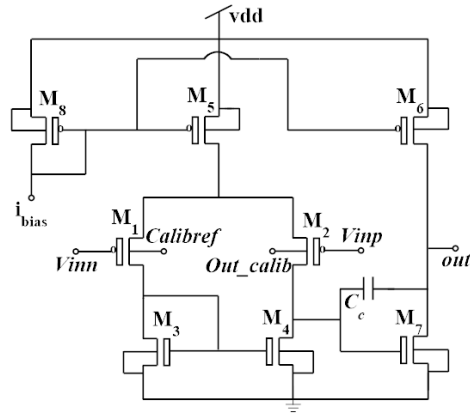 vdd
M8
M5
M6
ibias
M1
Calibref
M2
Vinp
Vinn
Out_calib
out
Cc
M3
M4
M7